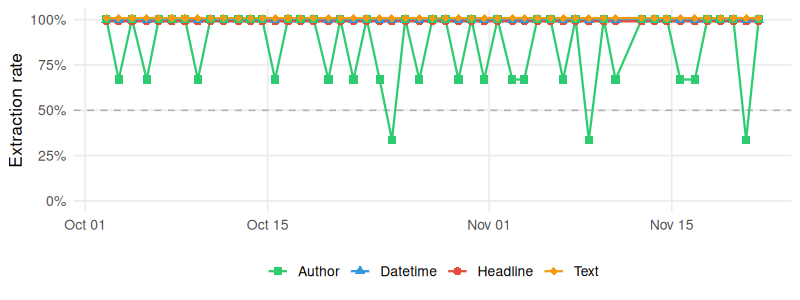 Extraction rate
100%
75%
50%
25%
0%
Oct 01 Oct 15 Nov 01 Nov 15
Author Datetime Headline Text